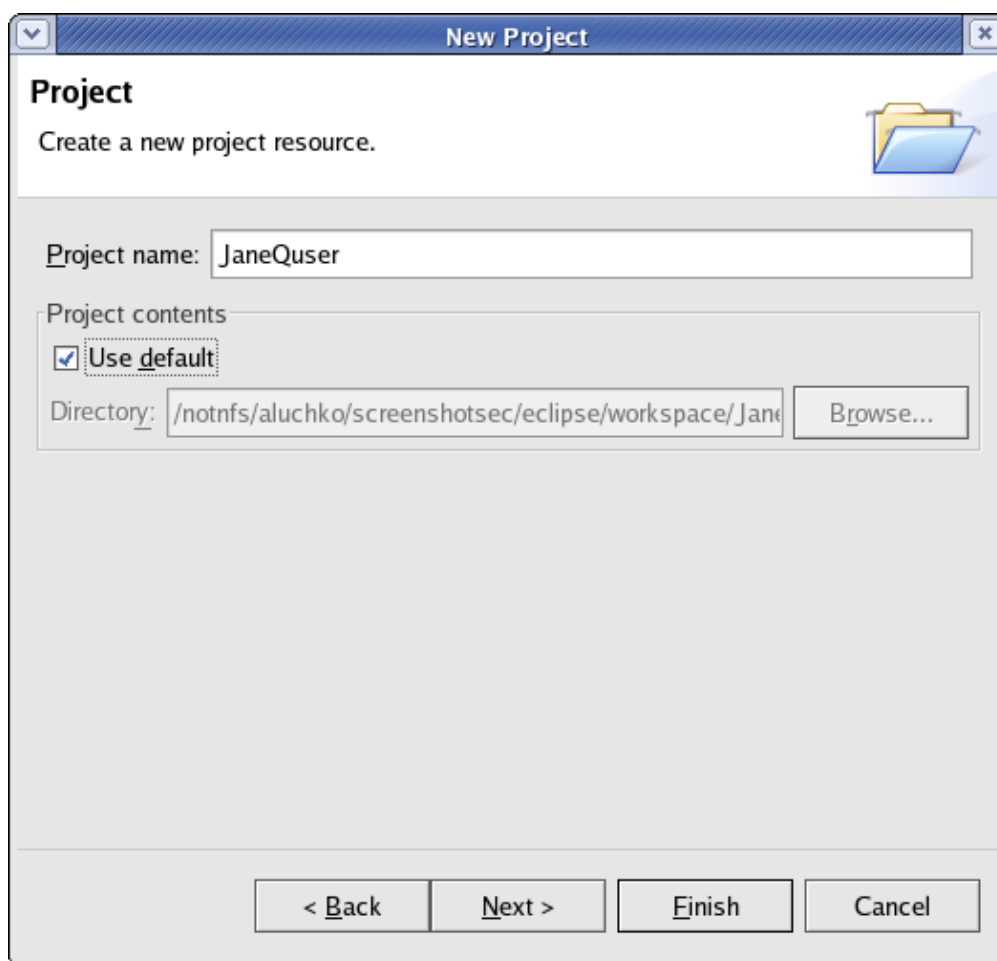 New Project
Project
Create a new project resource.
Project name: JaneQuser
Project contents
Use default
Directory: /notnfs/aluchko/screenshotsec/eclipse/workspace/Jane Browse...
< Back Next > Finish Cancel